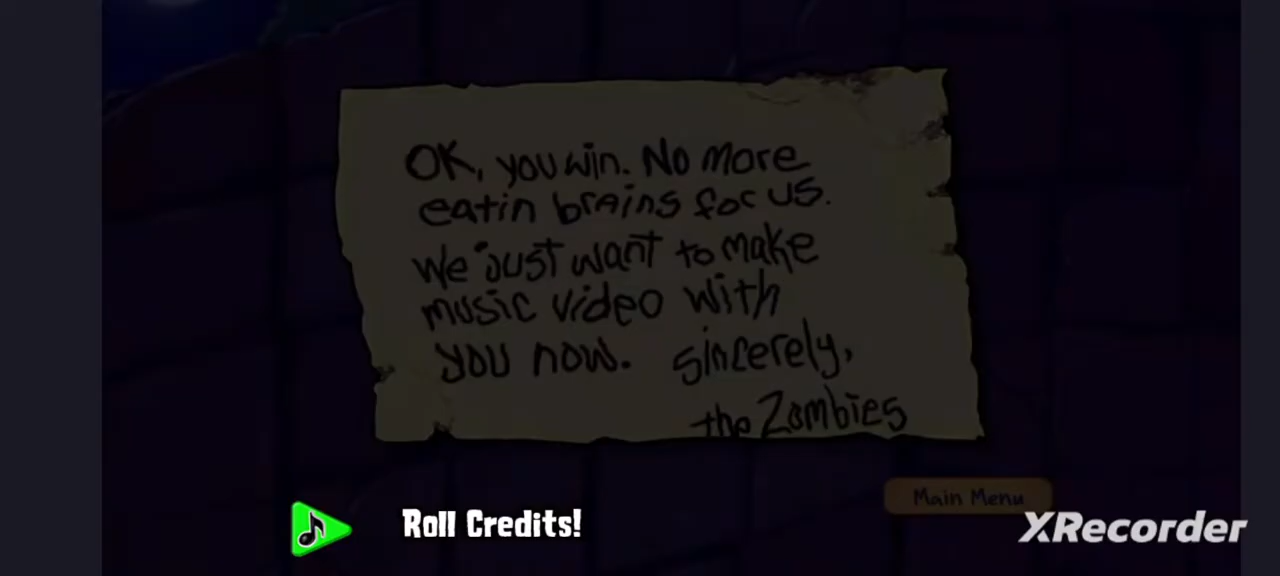 OK, you win. No more
eatin brains for us.
We just want to make
music video with
you now. sincerely,
the Zombies
Main Menu
Roll Credits!
XRecorder